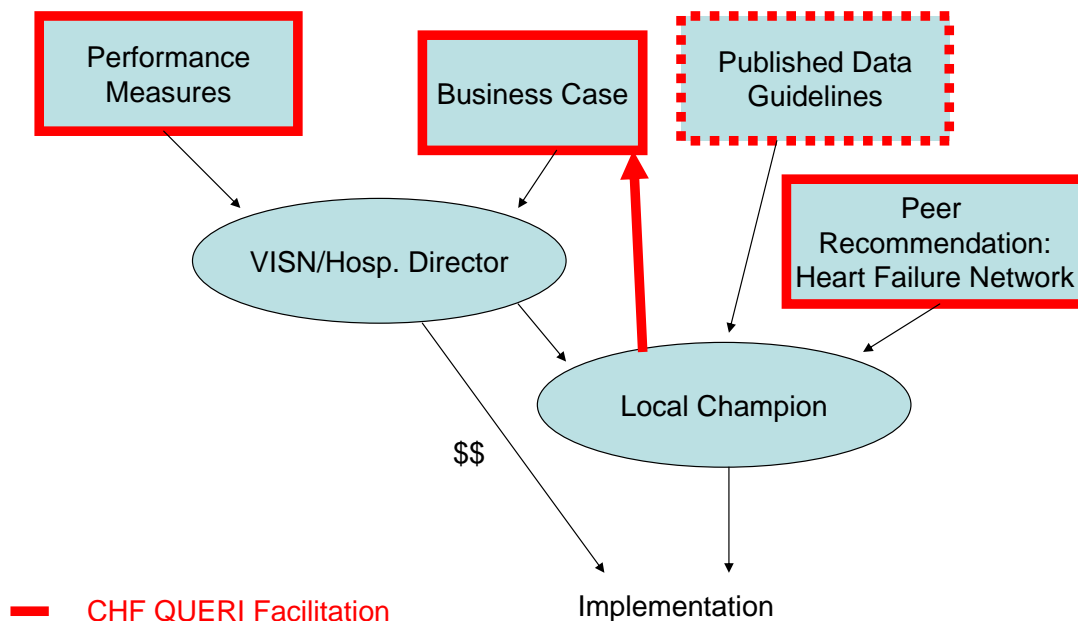 Performance
Measures
Business Case
Published Data
Guidelines
Peer
Recommendation:
Heart Failure Network
VISN/Hosp. Director
Local Champion
$$
Implementation
CHF QUERI Facilitation